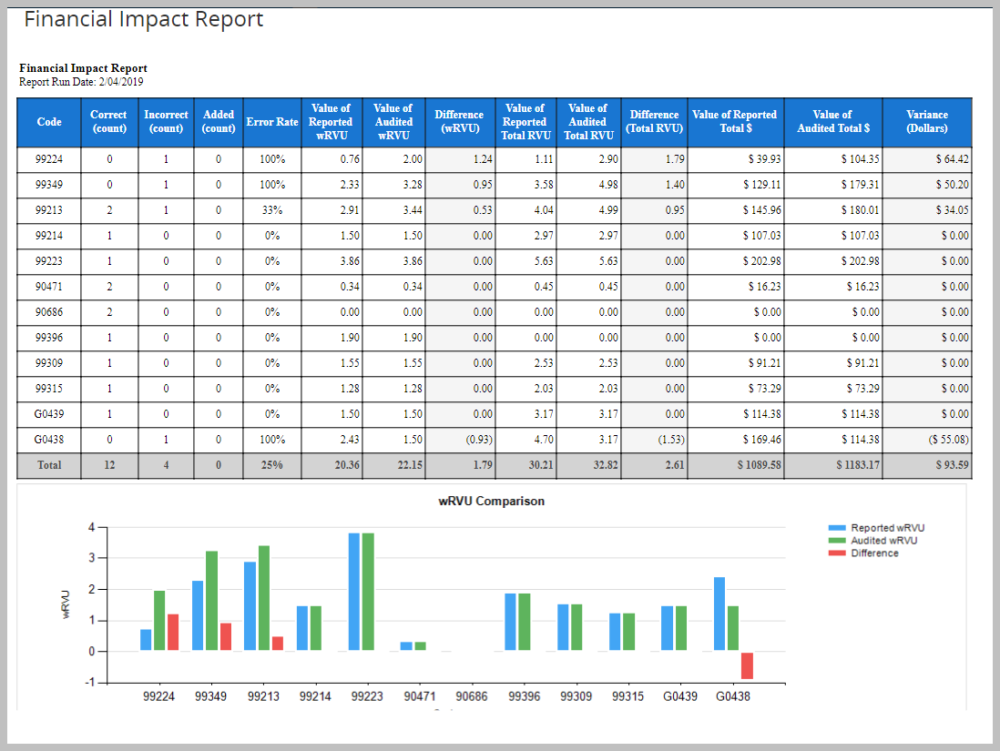 Financial Impact Report
Financial Impact Report
Report Run Date: 2/04/2019
Code Correct (count) Incorrect (count) Added (count) Error Rate Value of Reported wRVU Value of Audited wRVU Difference (wRVU) Value of Reported Total RVU Value of Audited Total RVU Difference (Total RVU) Value of Reported Total $ Value of Audited Total $ Variance (Dollars)
99224 0 1 0 100% 0.76 2.00 1.24 1.11 2.90 1.79 $ 39.93 $ 104.35 $ 64.42
99349 0 1 0 100% 2.33 3.28 0.95 3.58 4.98 1.40 $ 129.11 $ 179.31 $ 50.20
99213 2 1 0 33% 2.91 3.44 0.53 4.04 4.99 0.95 $ 145.96 $ 180.01 $ 34.05
99214 1 0 0 0% 1.50 1.50 0.00 2.97 2.97 0.00 $ 107.03 $ 107.03 $ 0.00
99223 1 0 0 0% 3.86 3.86 0.00 5.63 5.63 0.00 $ 202.98 $ 202.98 $ 0.00
90471 2 0 0 0% 0.34 0.34 0.00 0.45 0.45 0.00 $ 16.23 $ 16.23 $ 0.00
90686 2 0 0 0% 0.00 0.00 0.00 0.00 0.00 0.00 $ 0.00 $ 0.00 $ 0.00
99396 1 0 0 0% 1.90 1.90 0.00 0.00 0.00 0.00 $ 0.00 $ 0.00 $ 0.00
99309 1 0 0 0% 1.55 1.55 0.00 2.53 2.53 0.00 $ 91.21 $ 91.21 $ 0.00
99315 1 0 0 0% 1.28 1.28 0.00 2.03 2.03 0.00 $ 73.29 $ 73.29 $ 0.00
G0439 1 0 0 0% 1.50 1.50 0.00 3.17 3.17 0.00 $ 114.38 $ 114.38 $ 0.00
G0438 0 1 0 100% 2.43 1.50 (0.93) 4.70 3.17 (1.53) $ 169.46 $ 114.38 ($ 55.08)
Total 12 4 0 25% 20.36 22.15 1.79 30.21 32.82 2.61 $ 1089.58 $ 1183.17 $ 93.59
wRVU Comparison
Reported wRVU
Audited wRVU
Difference
wRVU
4
3
2
1
0
-1
99224 99349 99213 99214 99223 90471 90686 99396 99309 99315 G0439 G0438